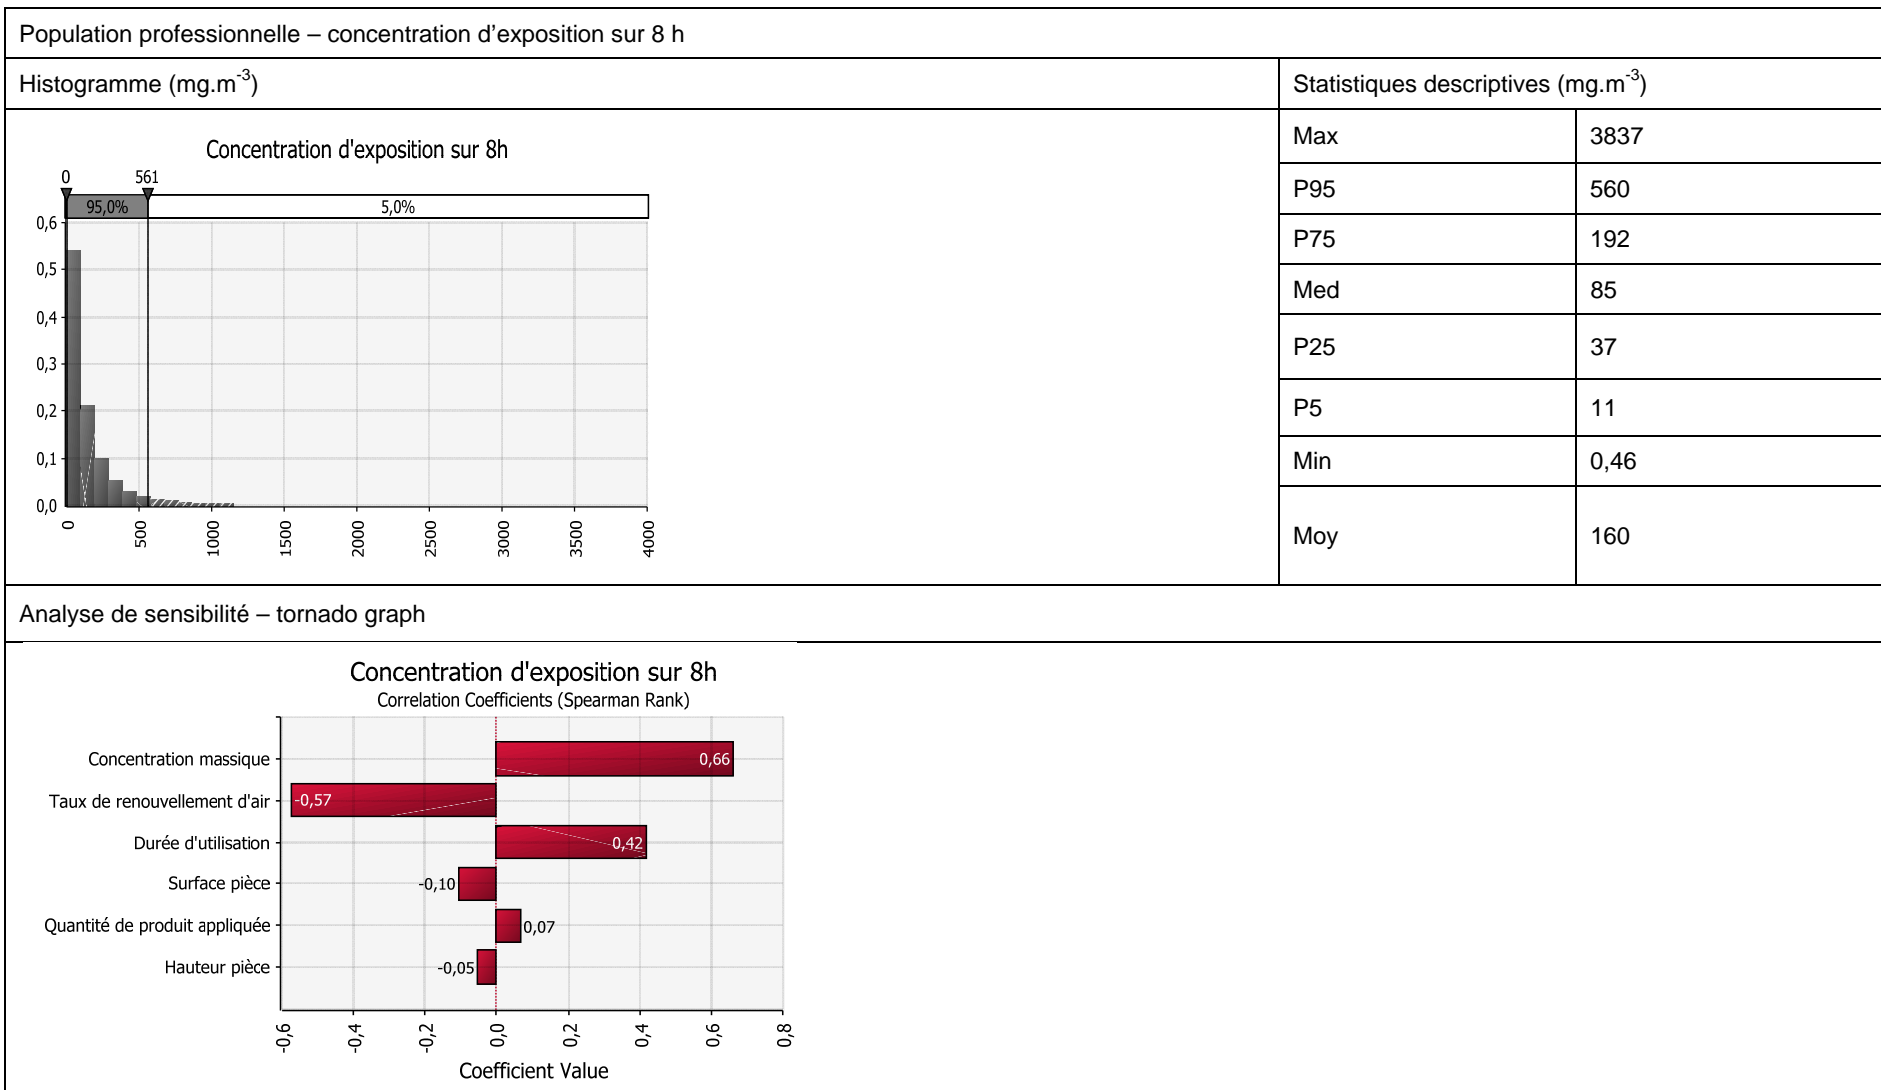 Population professionnelle – concentration d’exposition sur 8 h
Histogramme (mg.m-3)
Statistiques descriptives (mg.m-3)
Concentration d'exposition sur 8h
0 561
95,0% 5,0%
0,6
0,5
0,4
0,3
0,2
0,1
0,0
0 500 1000 1500 2000 2500 3000 3500 4000
Max 3837
P95 560
P75 192
Med 85
P25 37
P5 11
Min 0,46
Moy 160
Analyse de sensibilité – tornado graph
Concentration d'exposition sur 8h
Correlation Coefficients (Spearman Rank)
Concentration massique 0,66
Taux de renouvellement d'air -0,57
Durée d'utilisation 0,42
Surface pièce -0,10
Quantité de produit appliquée 0,07
Hauteur pièce -0,05
-0,6 -0,4 -0,2 0,0 0,2 0,4 0,6 0,8
Coefficient Value